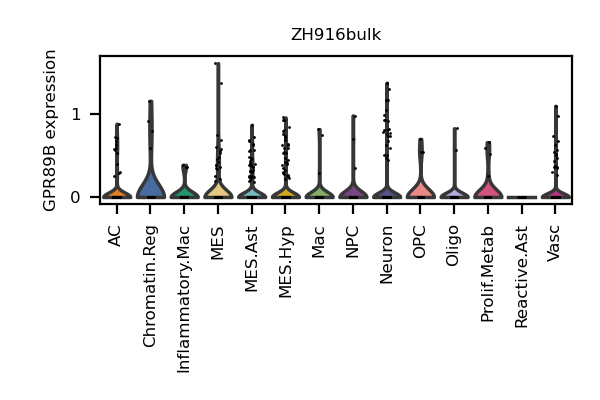 ZH916bulk
GPR89B expression
1
0
AC
Chromatin.Reg
Inflammatory.Mac
MES
MES.Ast
MES.Hyp
Mac
NPC
Neuron
OPC
Oligo
Prolif.Metab
Reactive.Ast
Vasc